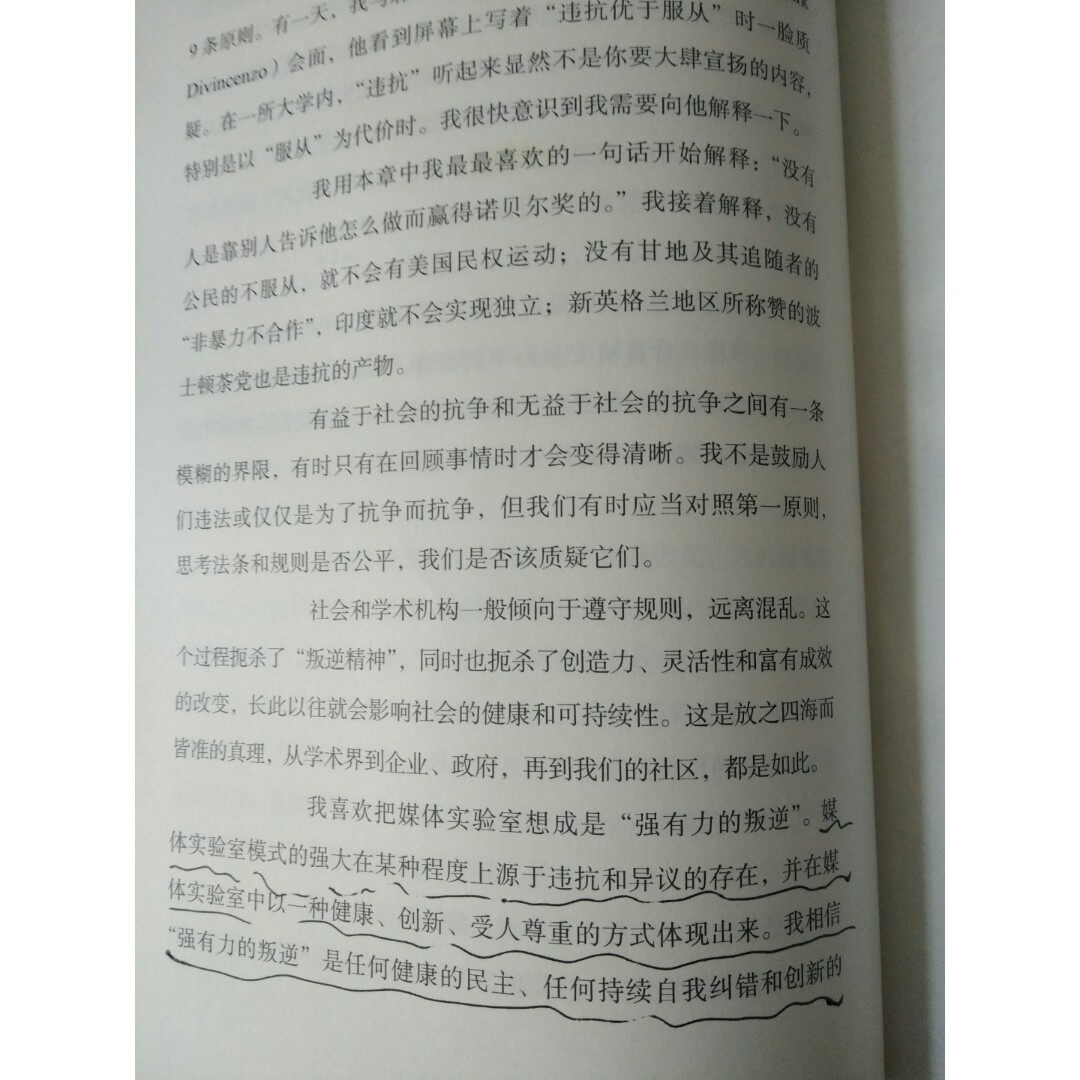 9条原则。有一天，我与
Divincenzo）会面，他看到屏幕上写着“违抗优于服从”时一脸质
疑。在一所大学内，“违抗”听起来显然不是你要大肆宣扬的内容，
特别是以“服从”为代价时。我很快意识到我需要向他解释一下。
我用本章中我最最喜欢的一句话开始解释：“没有
人是靠别人告诉他怎么做而赢得诺贝尔奖的。”我接着解释，没有
公民的不服从，就不会有美国民权运动；没有甘地及其追随者的
“非暴力不合作”，印度就不会实现独立；新英格兰地区所称赞的波
士顿茶党也是违抗的产物。
有益于社会的抗争和无益于社会的抗争之间有一条
模糊的界限，有时只有在回顾事情时才会变得清晰。我不是鼓励人
们违法或仅仅是为了抗争而抗争，但我们有时应当对照第一原则，
思考法条和规则是否公平，我们是否该质疑它们。
社会和学术机构一般倾向于遵守规则，远离混乱。这
个过程扼杀了“叛逆精神”，同时也扼杀了创造力、灵活性和富有成效
的改变，长此以往就会影响社会的健康和可持续性。这是放之四海而
皆准的真理，从学术界到企业、政府，再到我们的社区，都是如此。
我喜欢把媒体实验室想成是“强有力的叛逆”。媒
体实验室模式的强大在某种程度上源于违抗和异议的存在，并在媒
体实验室中以一种健康、创新、受人尊重的方式体现出来。我相信
“强有力的叛逆”是任何健康的民主、任何持续自我纠错和创新的